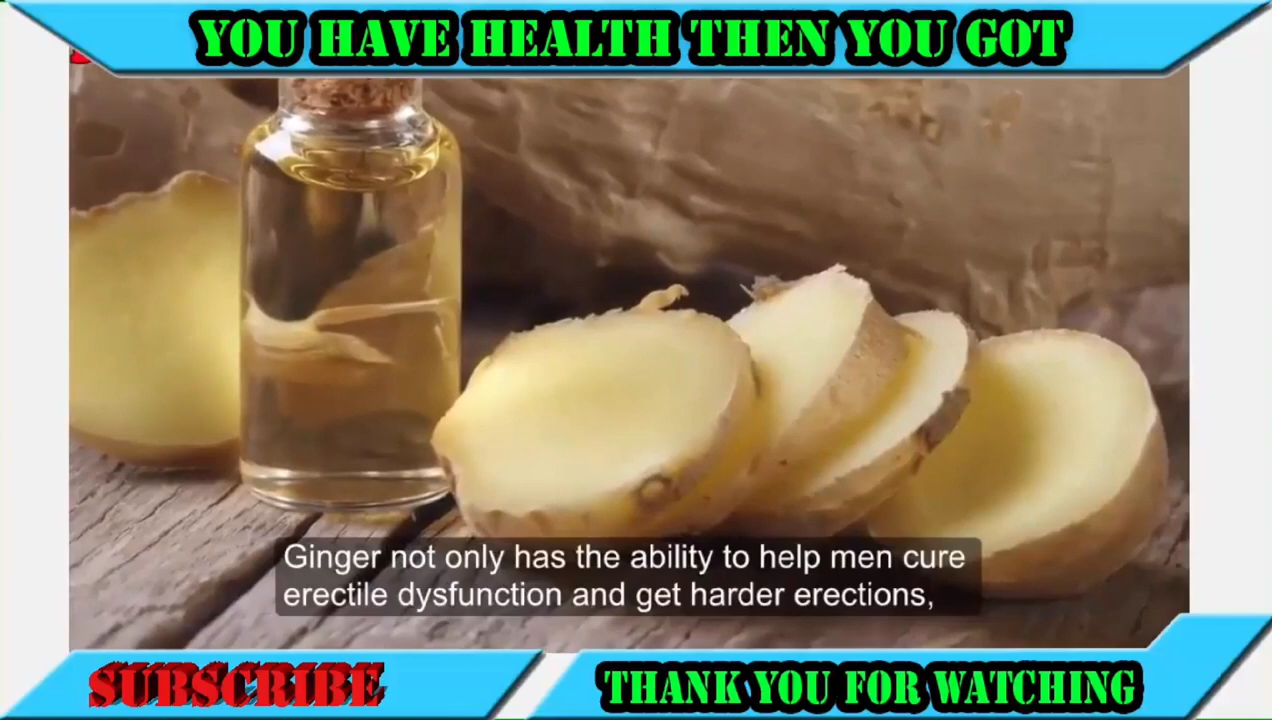 YOU HAVE HEALTH THEN YOU GOT
Ginger not only has the ability to help men cure
erectile dysfunction and get harder erections,
SUBSCRIBE
THANK YOU FOR WATCHING